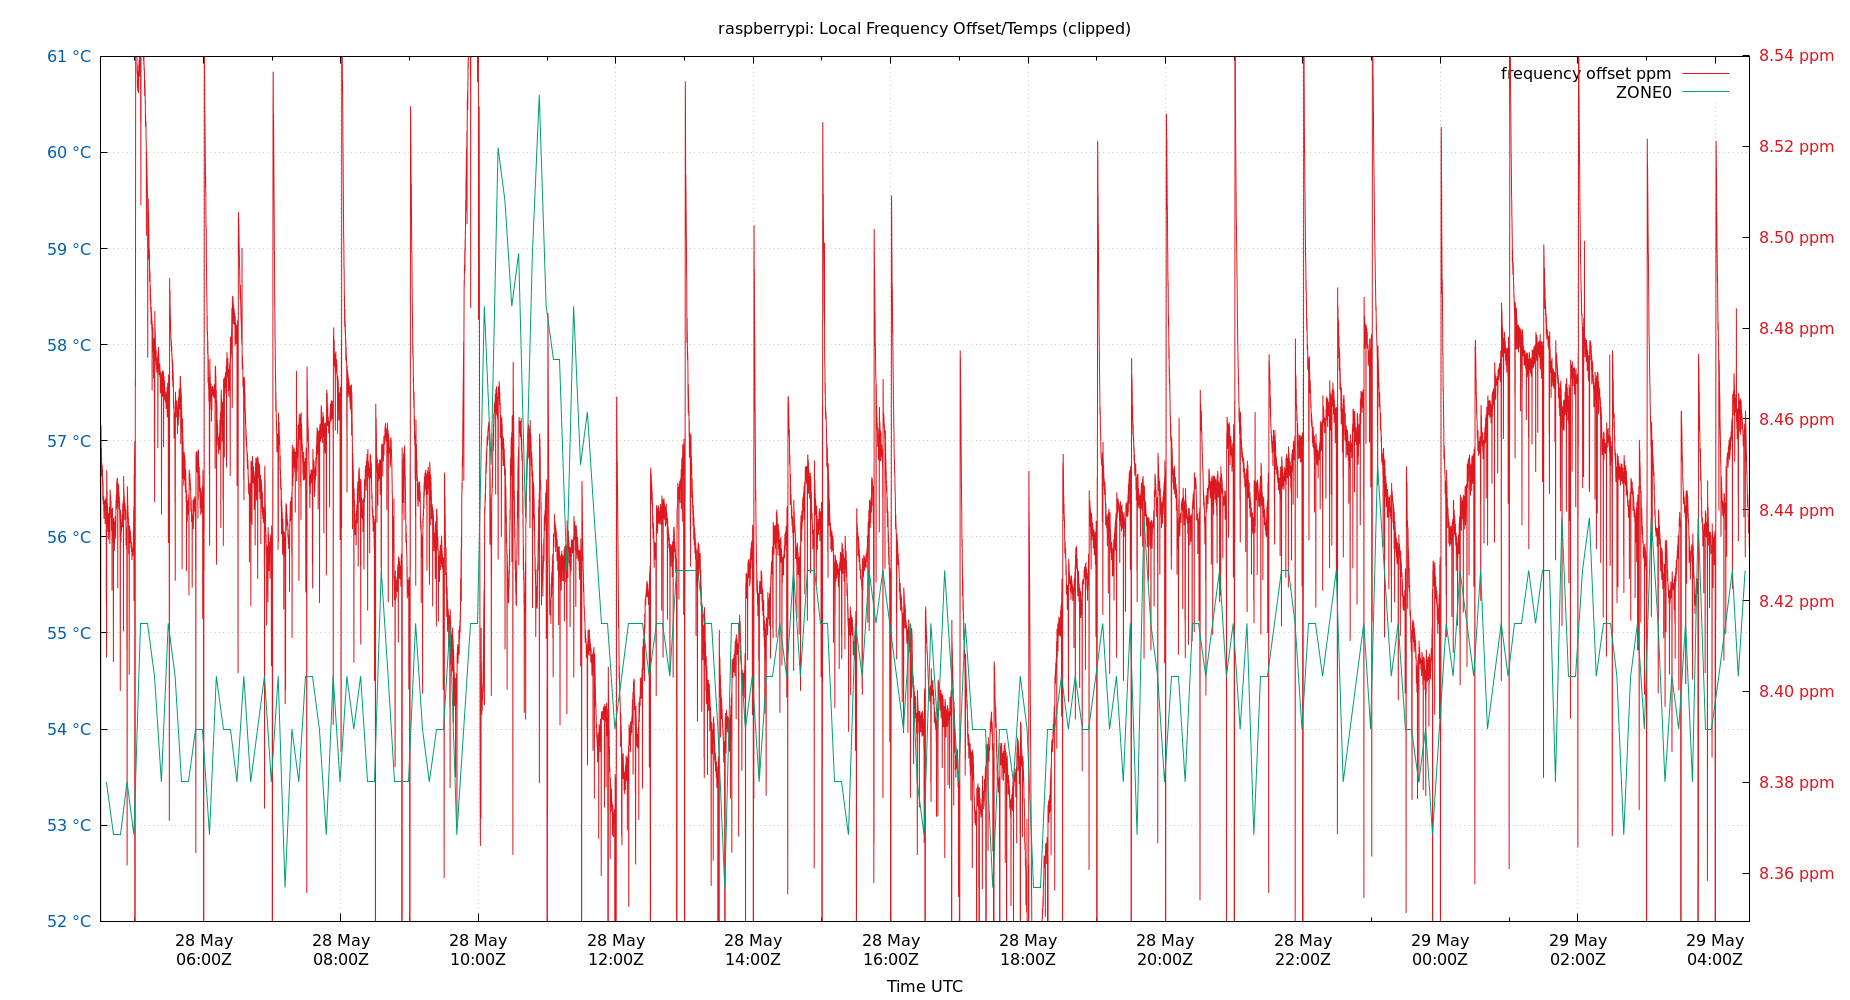 raspberrypi: Local Frequency Offset/Temps (clipped)
61 °C
60 °C
59 °C
58 °C
57 °C
56 °C
55 °C
54 °C
53 °C
52 °C
8.54 ppm
8.52 ppm
8.50 ppm
8.48 ppm
8.46 ppm
8.44 ppm
8.42 ppm
8.40 ppm
8.38 ppm
8.36 ppm
frequency offset ppm
ZONE0
28 May
06:00Z
28 May
08:00Z
28 May
10:00Z
28 May
12:00Z
28 May
14:00Z
28 May
16:00Z
28 May
18:00Z
28 May
20:00Z
28 May
22:00Z
29 May
00:00Z
29 May
02:00Z
29 May
04:00Z
Time UTC